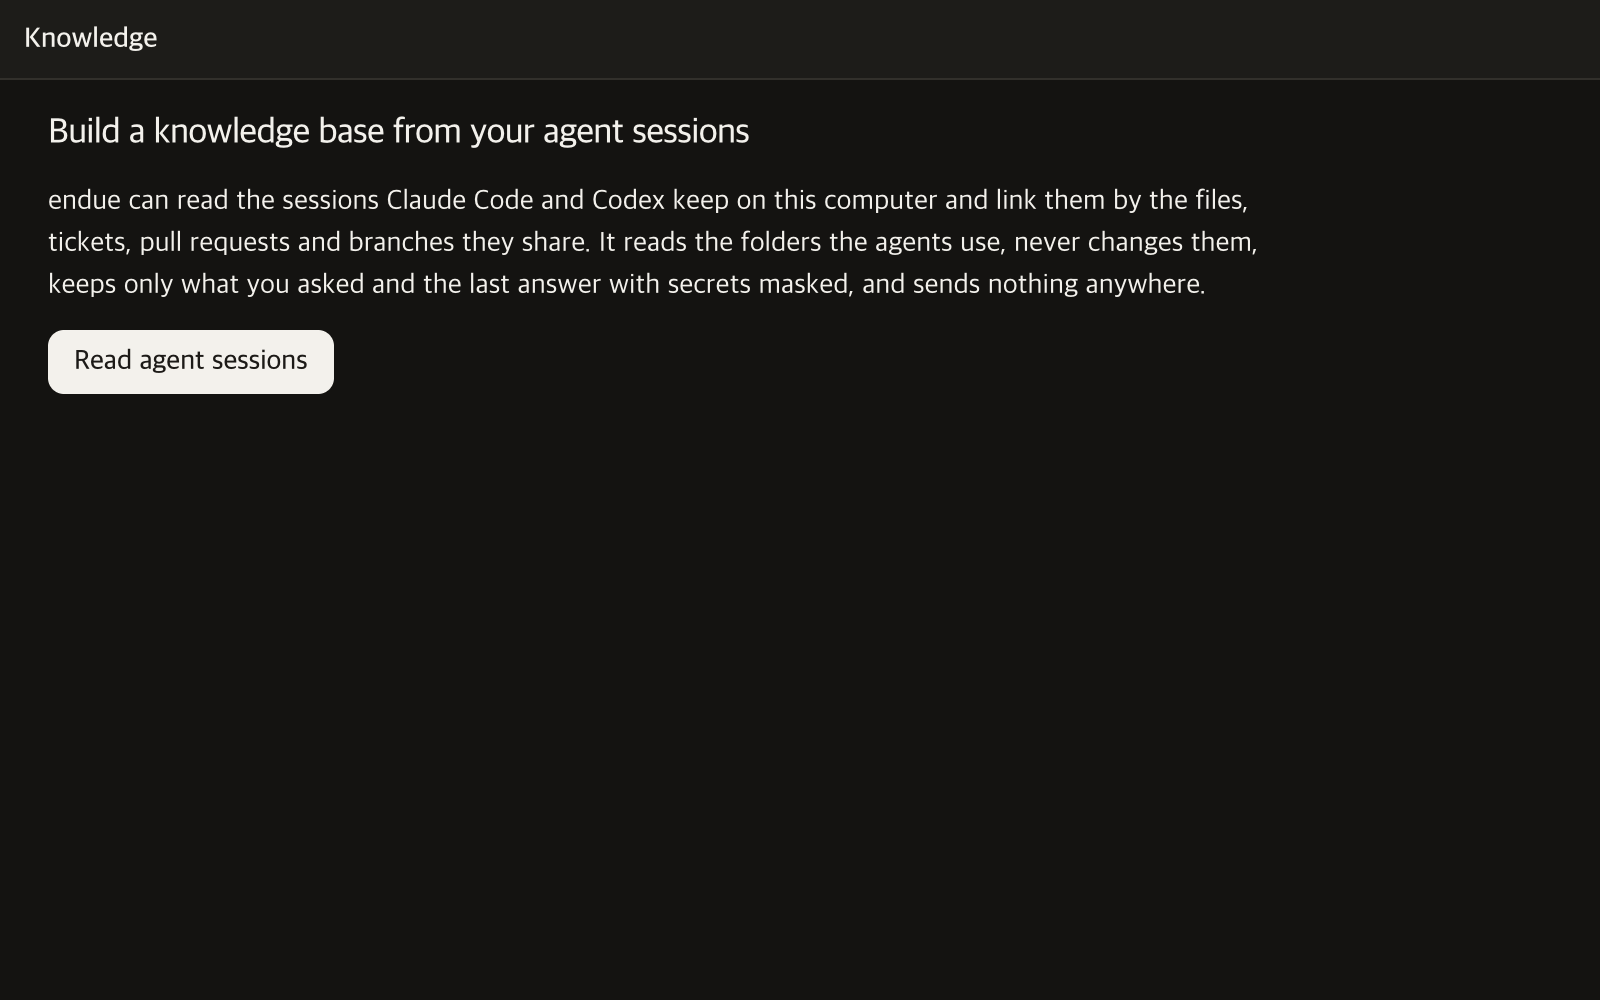 Knowledge
Build a knowledge base from your agent sessions
endue can read the sessions Claude Code and Codex keep on this computer and link them by the files,
tickets, pull requests and branches they share. It reads the folders the agents use, never changes them,
keeps only what you asked and the last answer with secrets masked, and sends nothing anywhere.
Read agent sessions